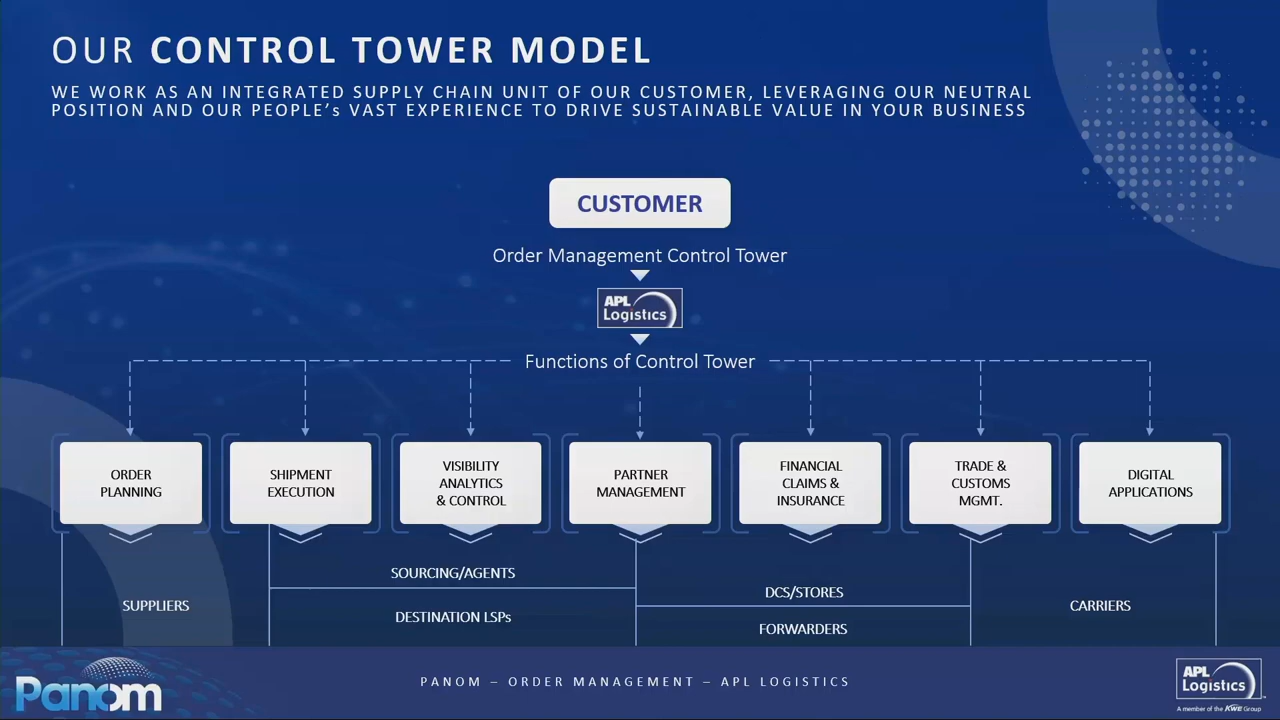 OUR CONTROL TOWER MODEL
WE WORK AS AN INTEGRATED SUPPLY CHAIN UNIT OF OUR CUSTOMER, LEVERAGING OUR NEUTRAL
POSITION AND OUR PEOPLE's VAST EXPERIENCE TO DRIVE SUSTAINABLE VALUE IN YOUR BUSINESS
CUSTOMER
Order Management Control Tower
APL
Logistics
Functions of Control Tower
ORDER
PLANNING
SHIPMENT
EXECUTION
VISIBILITY
ANALYTICS
& CONTROL
PARTNER
MANAGEMENT
FINANCIAL
CLAIMS &
INSURANCE
TRADE &
CUSTOMS
MGMT.
DIGITAL
APPLICATIONS
SUPPLIERS
SOURCING/AGENTS
DESTINATION LSPs
DCS/STORES
FORWARDERS
CARRIERS
Panom
PANOM – ORDER MANAGEMENT – APL LOGISTICS
APL
Logistics
A member of the KWE Group